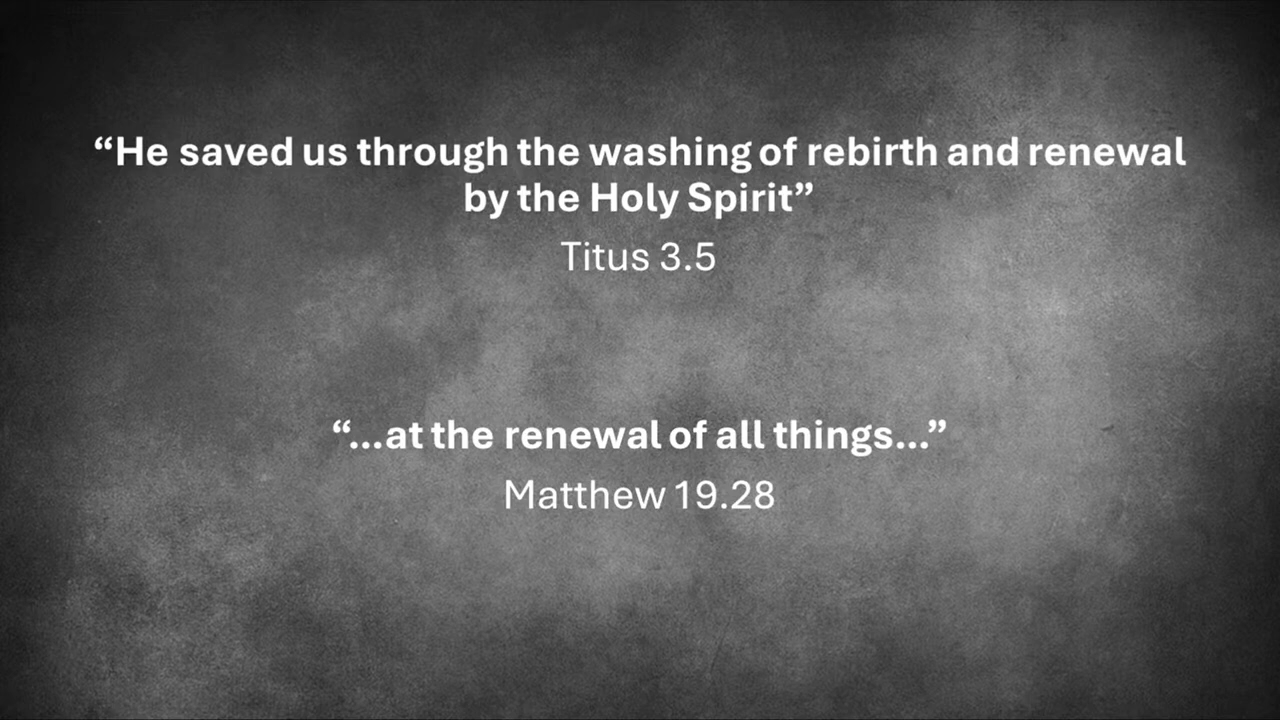 “He saved us through the washing of rebirth and renewal
by the Holy Spirit”
Titus 3.5
“…at the renewal of all things…”
Matthew 19.28